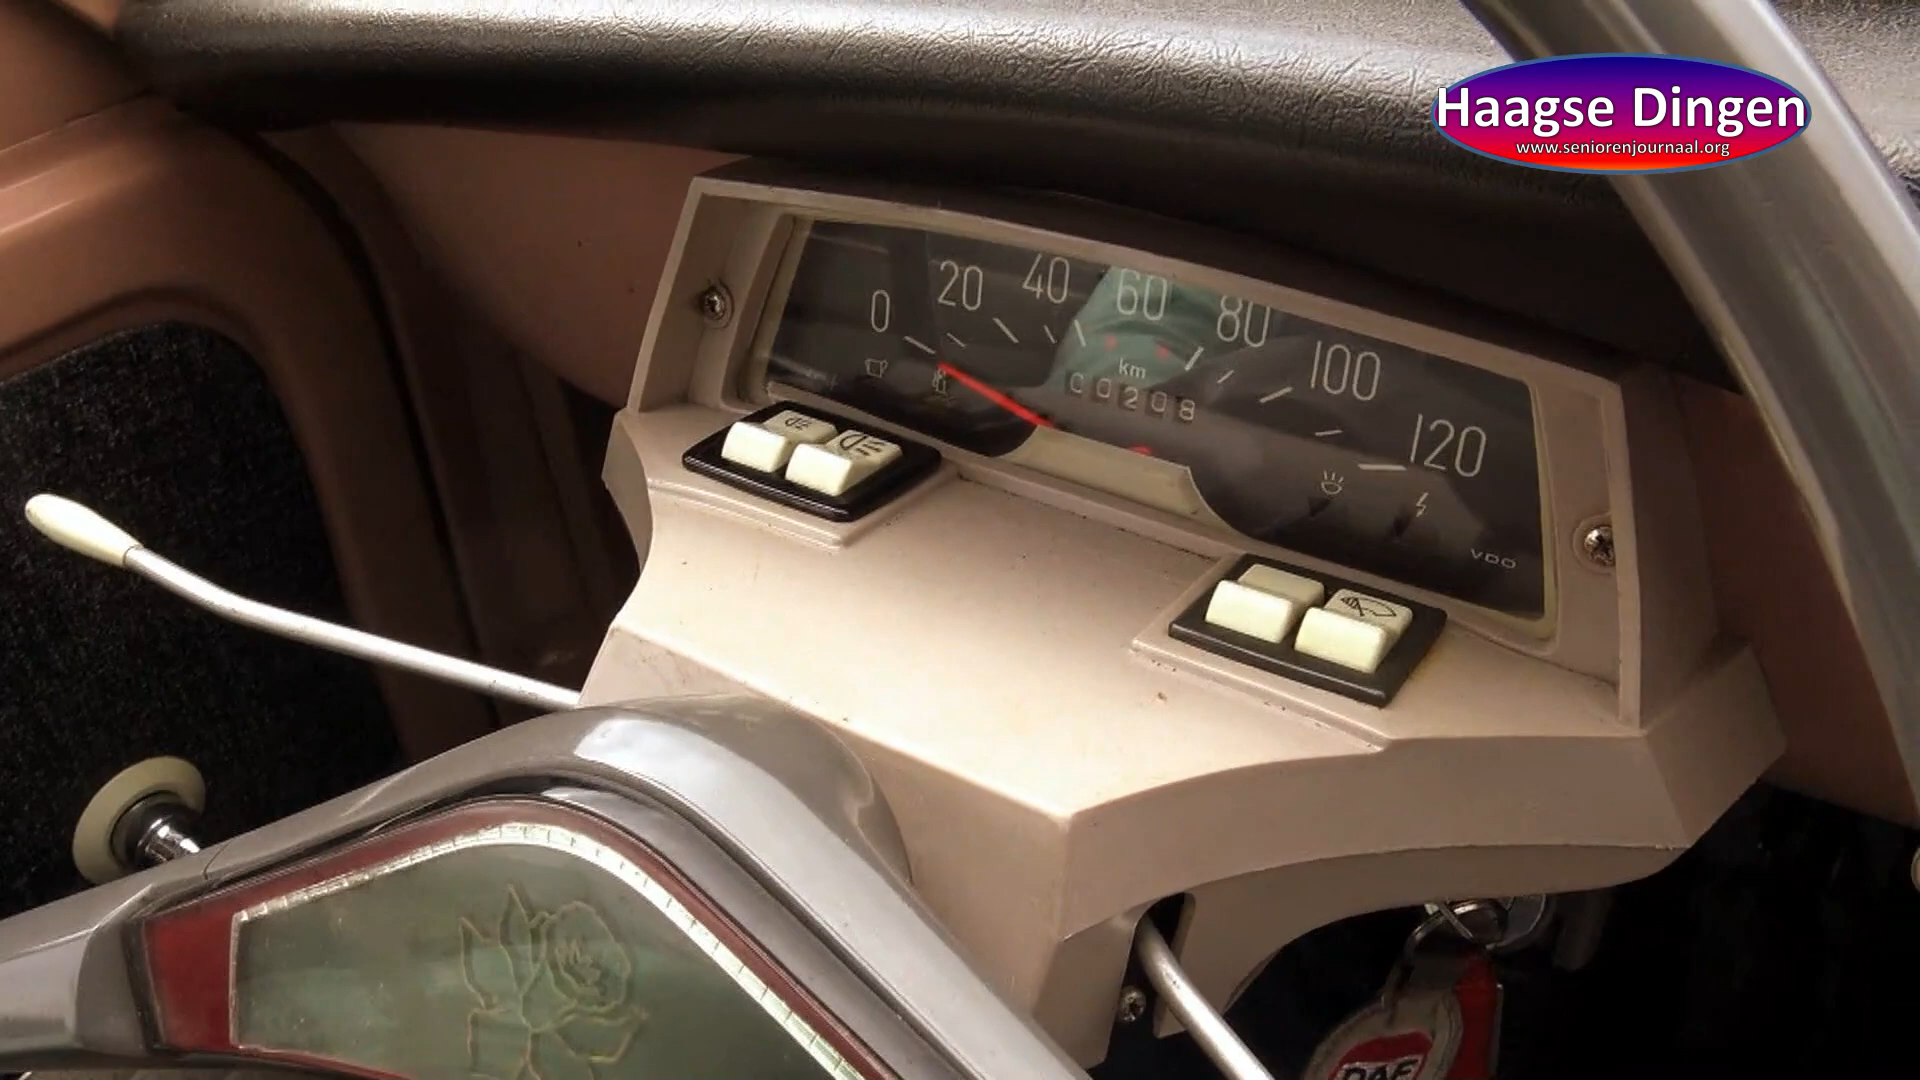 Haagse Dingen
www.seniorenjournaal.org
0 20 40 60 80 100 120
km
00208
VDO
DAF